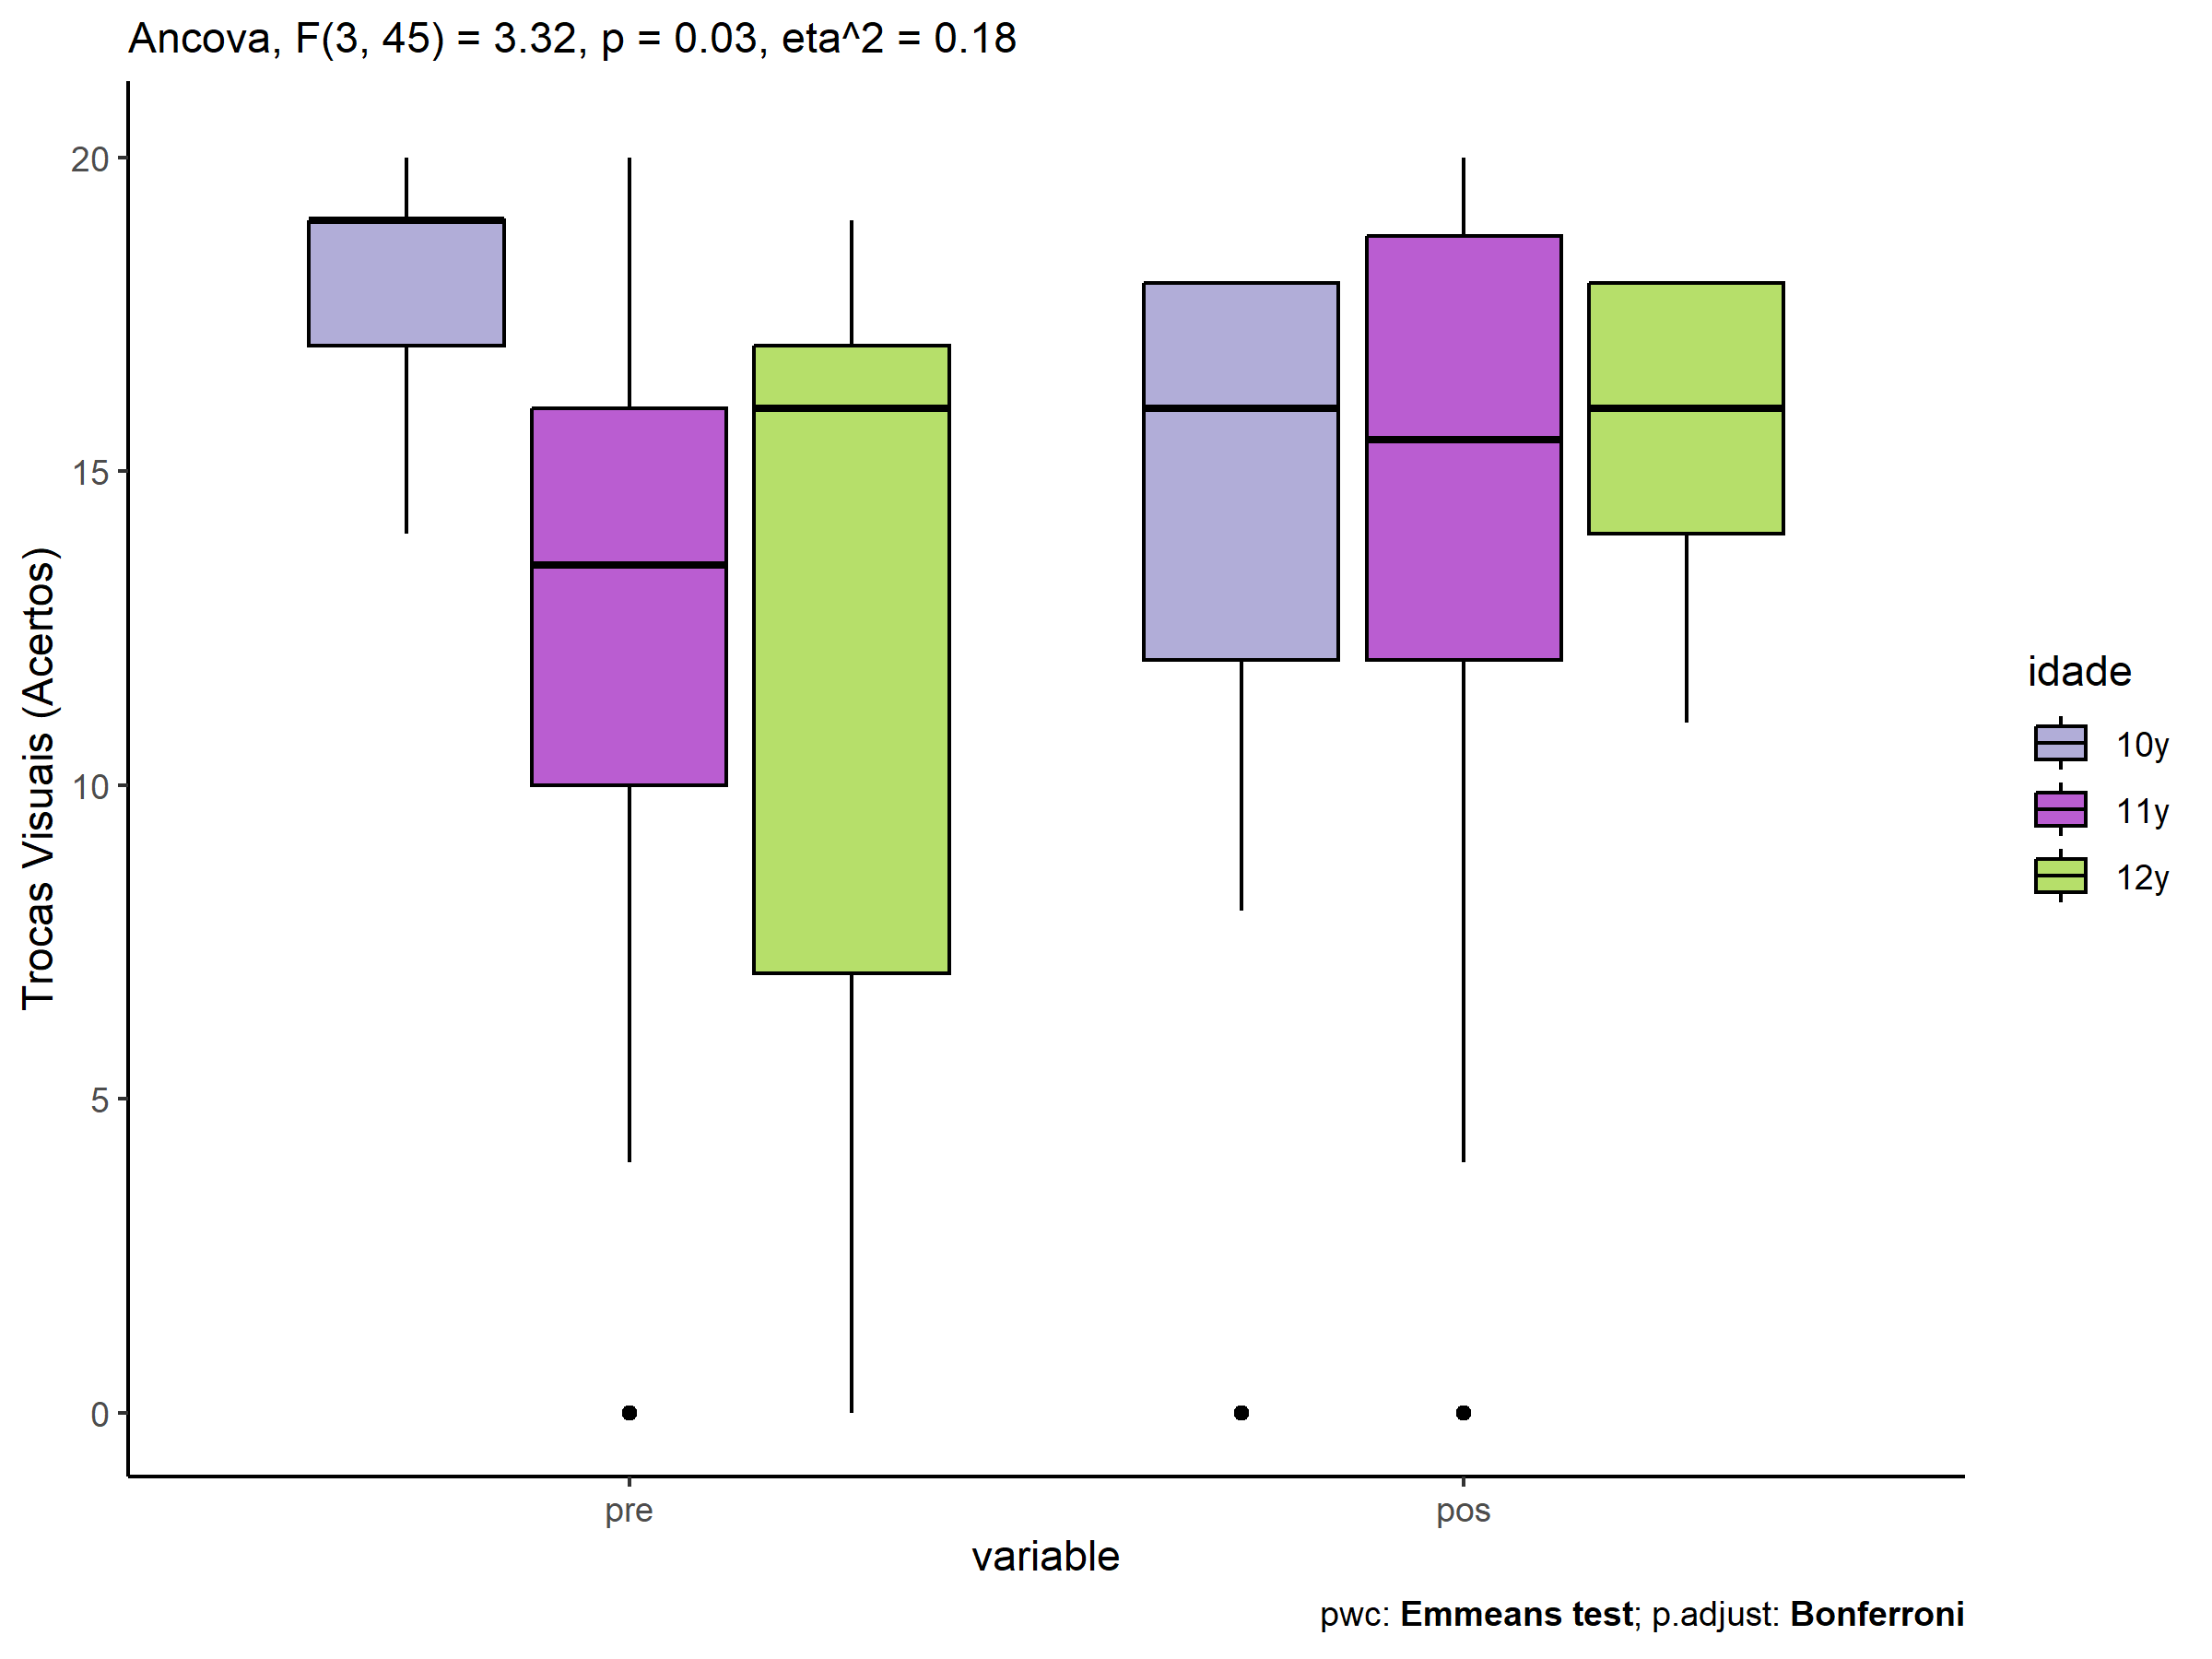 Ancova, F(3, 45) = 3.32, p = 0.03, eta^2 = 0.18
Trocas Visuais (Acertos)
20
15
10
5
0
pre
pos
variable
idade
10y
11y
12y
pwc: Emmeans test; p.adjust: Bonferroni